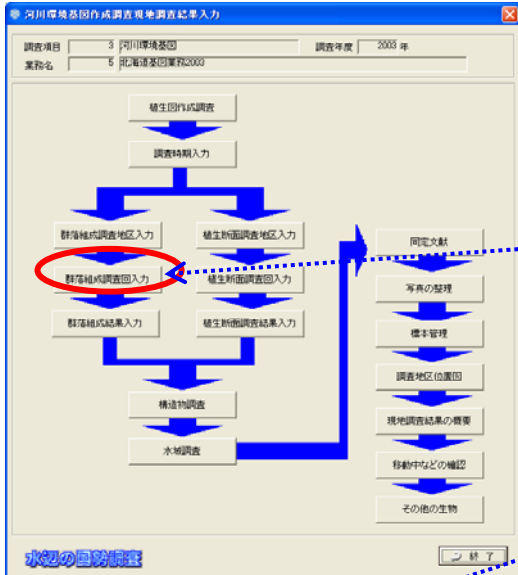 河川環境基図作成調査現地調査結果入力
調査項目 3 河川環境基図 調査年度 2003 年
業務名 5 北海道基図業務2003
植生図作成調査
調査時期入力
群落組成調査地区入力
植生断面調査地区入力
群落組成調査回入力
植生断面調査回入力
群落組成結果入力
植生断面調査結果入力
構造物調査
水域調査
同定文献
写真の整理
標本管理
調査地区位置図
現地調査結果の概要
移動中などの確認
その他の生物
水辺の国勢調査
終 了